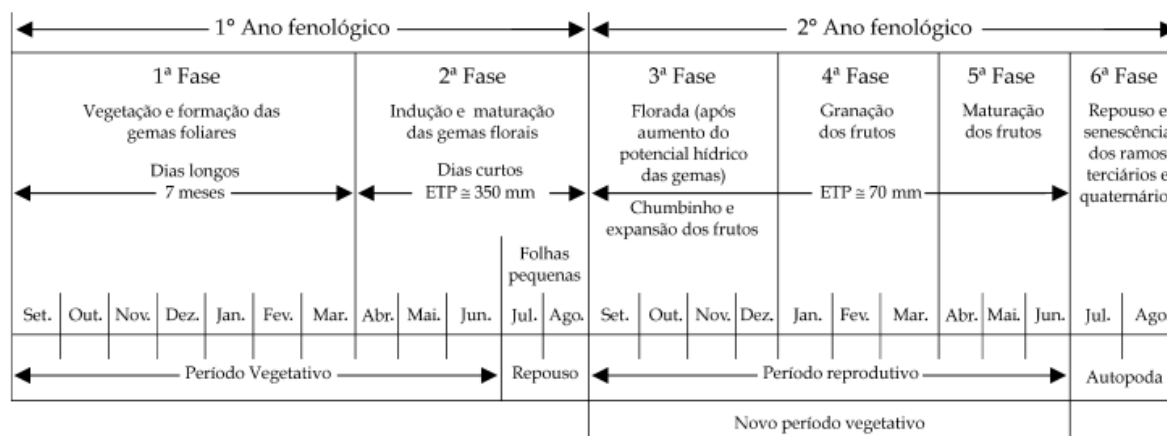 1° Ano fenológico
2° Ano fenológico
1ª Fase
Vegetação e formação das
gemas foliares
Dias longos
7 meses
2ª Fase
Indução e maturação
das gemas florais
Dias curtos
ETP ≅ 350 mm
Folhas
pequenas
3ª Fase
Florada (após
aumento do
potencial hídrico
das gemas)
Chumbinho e
expansão dos frutos
4ª Fase
Granação
dos frutos
ETP ≅ 70 mm
5ª Fase
Maturação
dos frutos
6ª Fase
Repouso e
senescência
dos ramos
terciários e
quaternário
Set. Out. Nov. Dez. Jan. Fev. Mar. Abr. Mai. Jun. Jul. Ago. Set. Out. Nov. Dez. Jan. Fev. Mar. Abr. Mai. Jun. Jul. Ago
Período Vegetativo
Repouso
Período reprodutivo
Autopoda
Novo período vegetativo